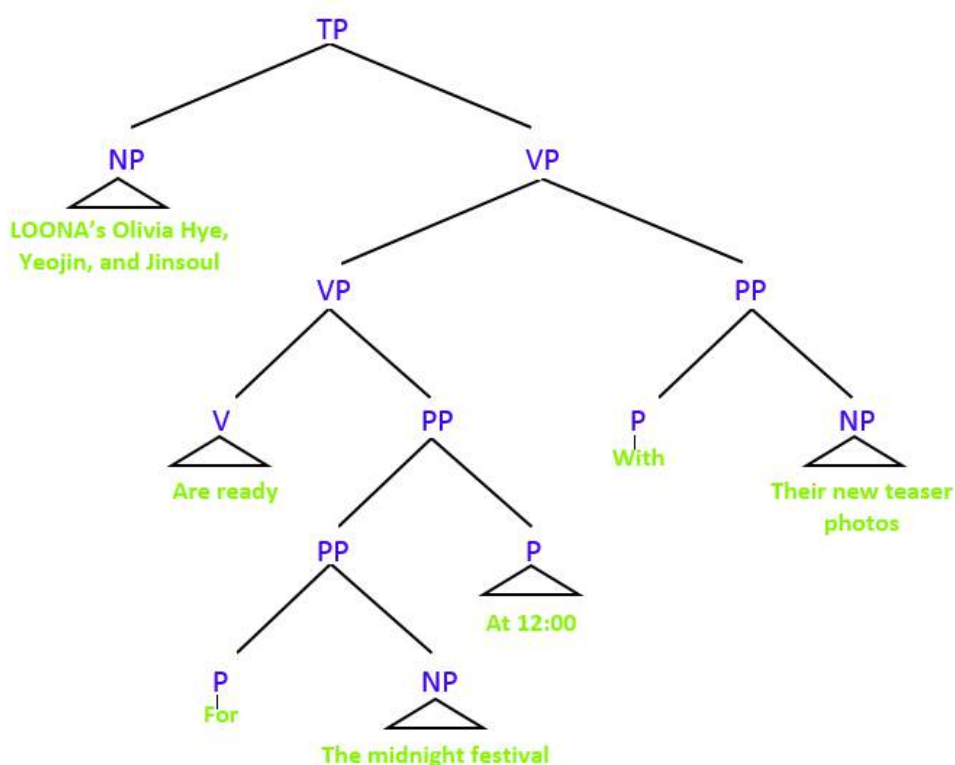 TP
NP
VP
LOONA's Olivia Hye,
Yeojin, and Jinsoul
VP
PP
V
PP
P
NP
Are ready
With
Their new teaser
photos
PP
P
At 12:00
P
NP
For
The midnight festival